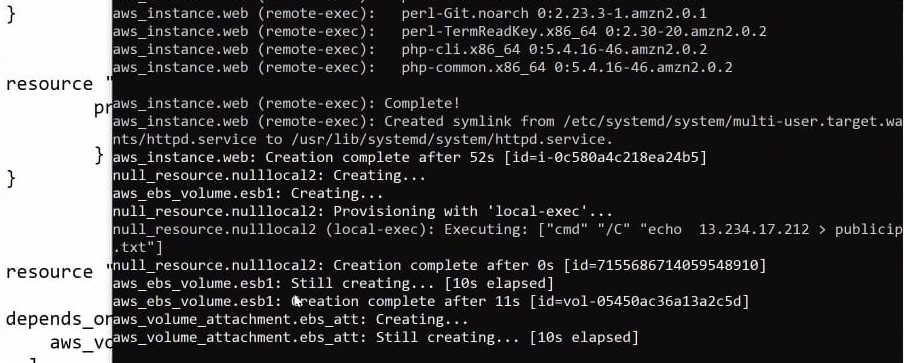 }
resource "
pr
}
}
resource "
depends_on
aws_vo
perl-Git.noarch 0:2.23.3-1.amzn2.0.1
aws_instance.web (remote-exec):   perl-TermReadKey.x86_64 0:2.30-20.amzn2.0.2
aws_instance.web (remote-exec):   php-cli.x86_64 0:5.4.16-46.amzn2.0.2
aws_instance.web (remote-exec):   php-common.x86_64 0:5.4.16-46.amzn2.0.2
aws_instance.web (remote-exec): Complete!
aws_instance.web (remote-exec): Created symlink from /etc/systemd/system/multi-user.target.wa
nts/httpd.service to /usr/lib/systemd/system/httpd.service.
aws_instance.web: Creation complete after 52s [id=i-0c580a4c218ea24b5]
null_resource.nulllocal2: Creating...
aws_ebs_volume.esb1: Creating...
null_resource.nulllocal2: Provisioning with 'local-exec'...
null_resource.nulllocal2 (local-exec): Executing: ["cmd" "/C" "echo  13.234.17.212 > publicip
.txt"]
null_resource.nulllocal2: Creation complete after 0s [id=7155686714059548910]
aws_ebs_volume.esb1: Still creating... [10s elapsed]
aws_ebs_volume.esb1: Creation complete after 11s [id=vol-05450ac36a13a2c5d]
aws_volume_attachment.ebs_att: Creating...
aws_volume_attachment.ebs_att: Still creating... [10s elapsed]